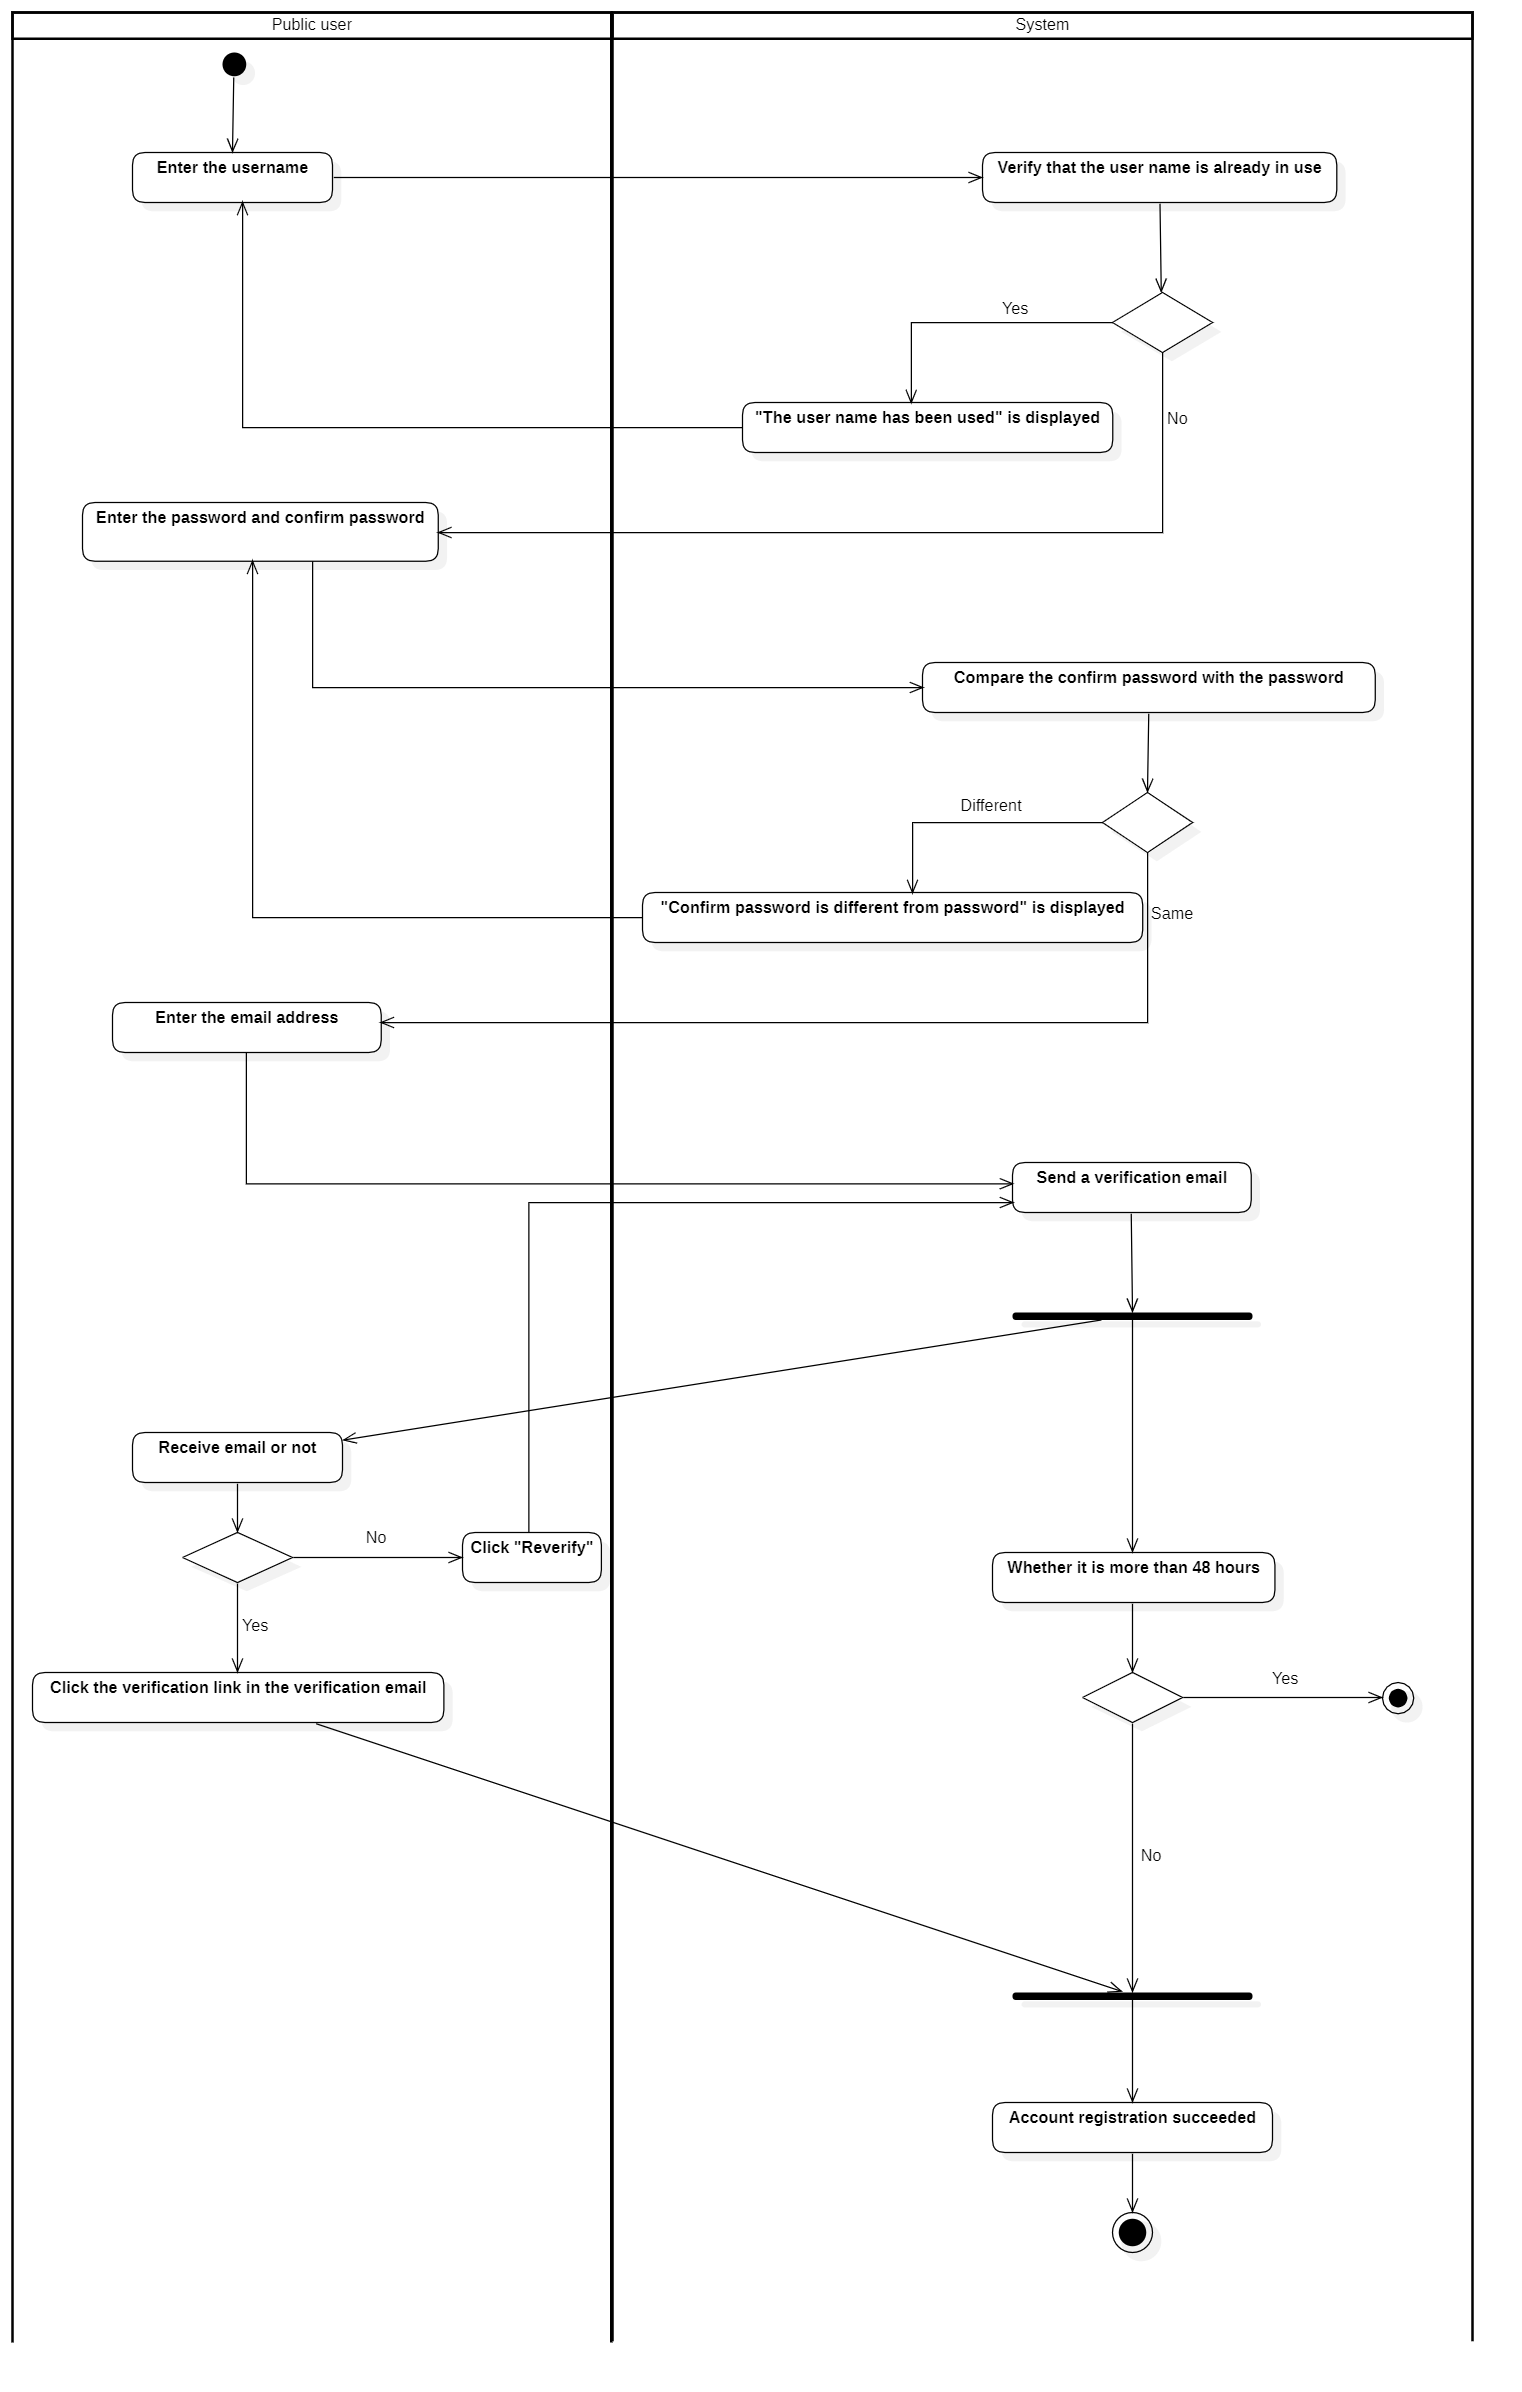 Public user
System
Enter the username
Verify that the user name is already in use
Yes
"The user name has been used" is displayed
No
Enter the password and confirm password
Compare the confirm password with the password
Different
"Confirm password is different from password" is displayed
Same
Enter the email address
Send a verification email
Receive email or not
No
Click "Reverify"
Whether it is more than 48 hours
Yes
Click the verification link in the verification email
Yes
No
Account registration succeeded